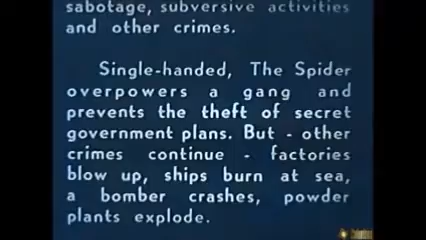 sabotage, subversive activities
and other crimes.
Single-handed, The Spider
overpowers a gang and
prevents the theft of secret
government plans. But - other
crimes continue - factories
blow up, ships burn at sea,
a bomber crashes, powder
plants explode.